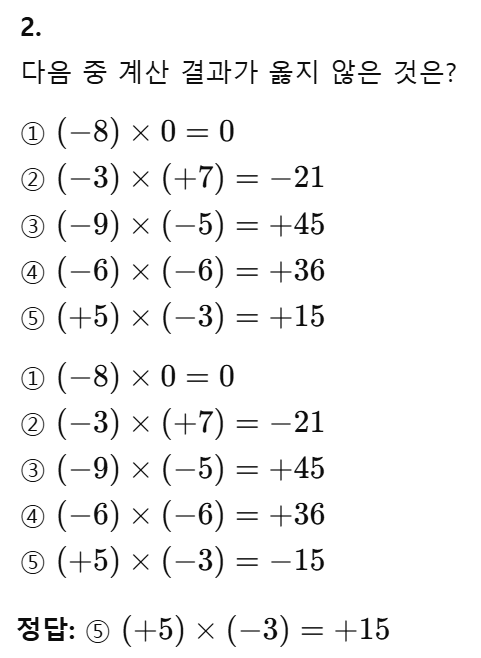 2.
다음 중 계산 결과가 옳지 않은 것은?
① (−8) × 0 = 0
② (−3) × (+7) = −21
③ (−9) × (−5) = +45
④ (−6) × (−6) = +36
⑤ (+5) × (−3) = +15
① (−8) × 0 = 0
② (−3) × (+7) = −21
③ (−9) × (−5) = +45
④ (−6) × (−6) = +36
⑤ (+5) × (−3) = −15
정답: ⑤ (+5) × (−3) = +15